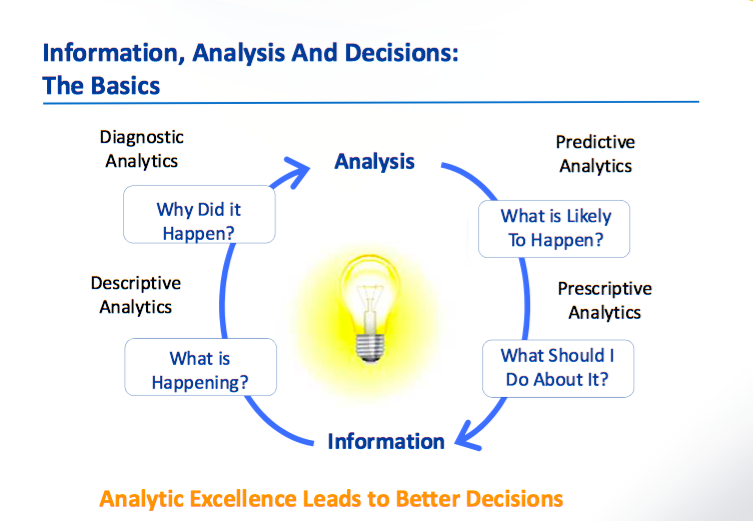 Information, Analysis And Decisions:
The Basics
Diagnostic
Analytics
Analysis
Predictive
Analytics
Why Did it
Happen?
What is Likely
To Happen?
Descriptive
Analytics
Prescriptive
Analytics
What is
Happening?
What Should I
Do About It?
Information
Analytic Excellence Leads to Better Decisions